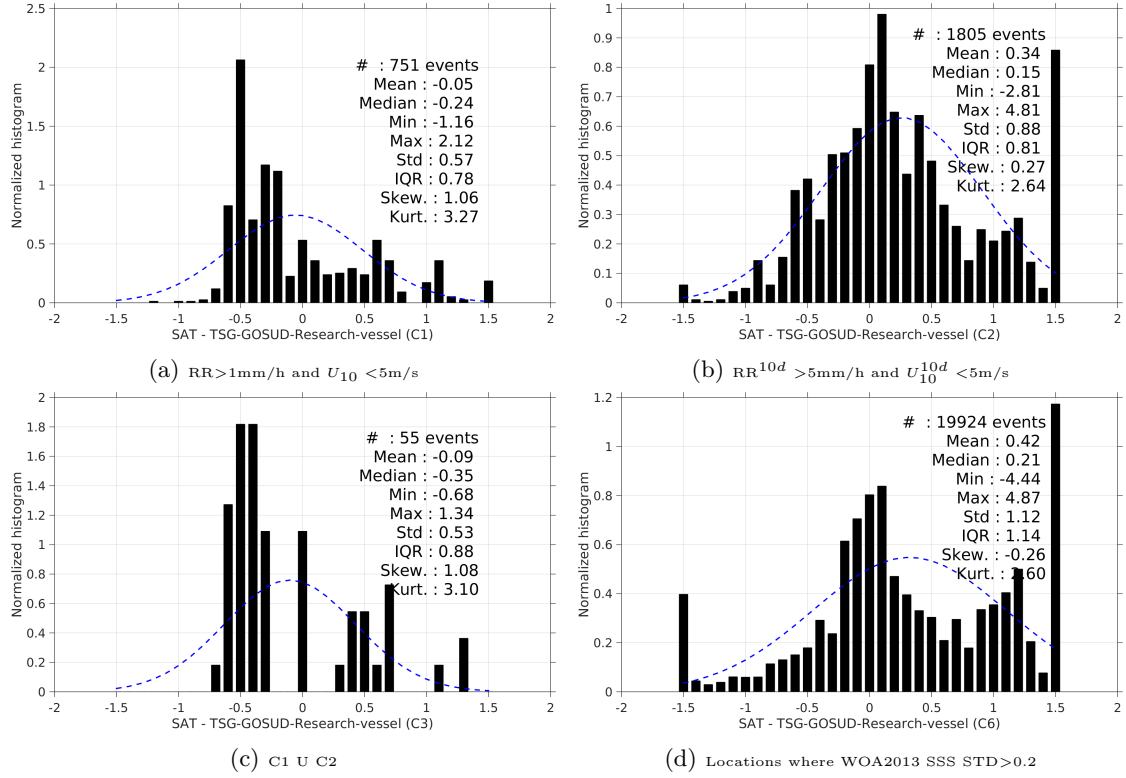 2.5
2
1.5
1
0.5
0
Normalized histogram
# : 751 events
Mean : -0.05
Median : -0.24
Min : -1.16
Max : 2.12
Std : 0.57
IQR : 0.78
Skew. : 1.06
Kurt. : 3.27
-2 -1.5 -1 -0.5 0 0.5 1 1.5 2
SAT - TSG-GOSUD-Research-vessel (C1)
(a) RR>1mm/h and U10 <5m/s
1
0.9
0.8
0.7
0.6
0.5
0.4
0.3
0.2
0.1
0
Normalized histogram
# : 1805 events
Mean : 0.34
Median : 0.15
Min : -2.81
Max : 4.81
Std : 0.88
IQR : 0.81
Skew. : 0.27
Kurt. : 2.64
-2 -1.5 -1 -0.5 0 0.5 1 1.5 2
SAT - TSG-GOSUD-Research-vessel (C2)
(b) RR^10d >5mm/h and U10^10d <5m/s
2
1.8
1.6
1.4
1.2
1
0.8
0.6
0.4
0.2
0
Normalized histogram
# : 55 events
Mean : -0.09
Median : -0.35
Min : -0.68
Max : 1.34
Std : 0.53
IQR : 0.88
Skew. : 1.08
Kurt. : 3.10
-2 -1.5 -1 -0.5 0 0.5 1 1.5 2
SAT - TSG-GOSUD-Research-vessel (C3)
(c) C1 U C2
1.2
1
0.8
0.6
0.4
0.2
0
Normalized histogram
# : 19924 events
Mean : 0.42
Median : 0.21
Min : -4.44
Max : 4.87
Std : 1.12
IQR : 1.14
Skew. : -0.26
Kurt. : 2.60
-2 -1.5 -1 -0.5 0 0.5 1 1.5 2
SAT - TSG-GOSUD-Research-vessel (C6)
(d) Locations where WOA2013 SSS STD>0.2